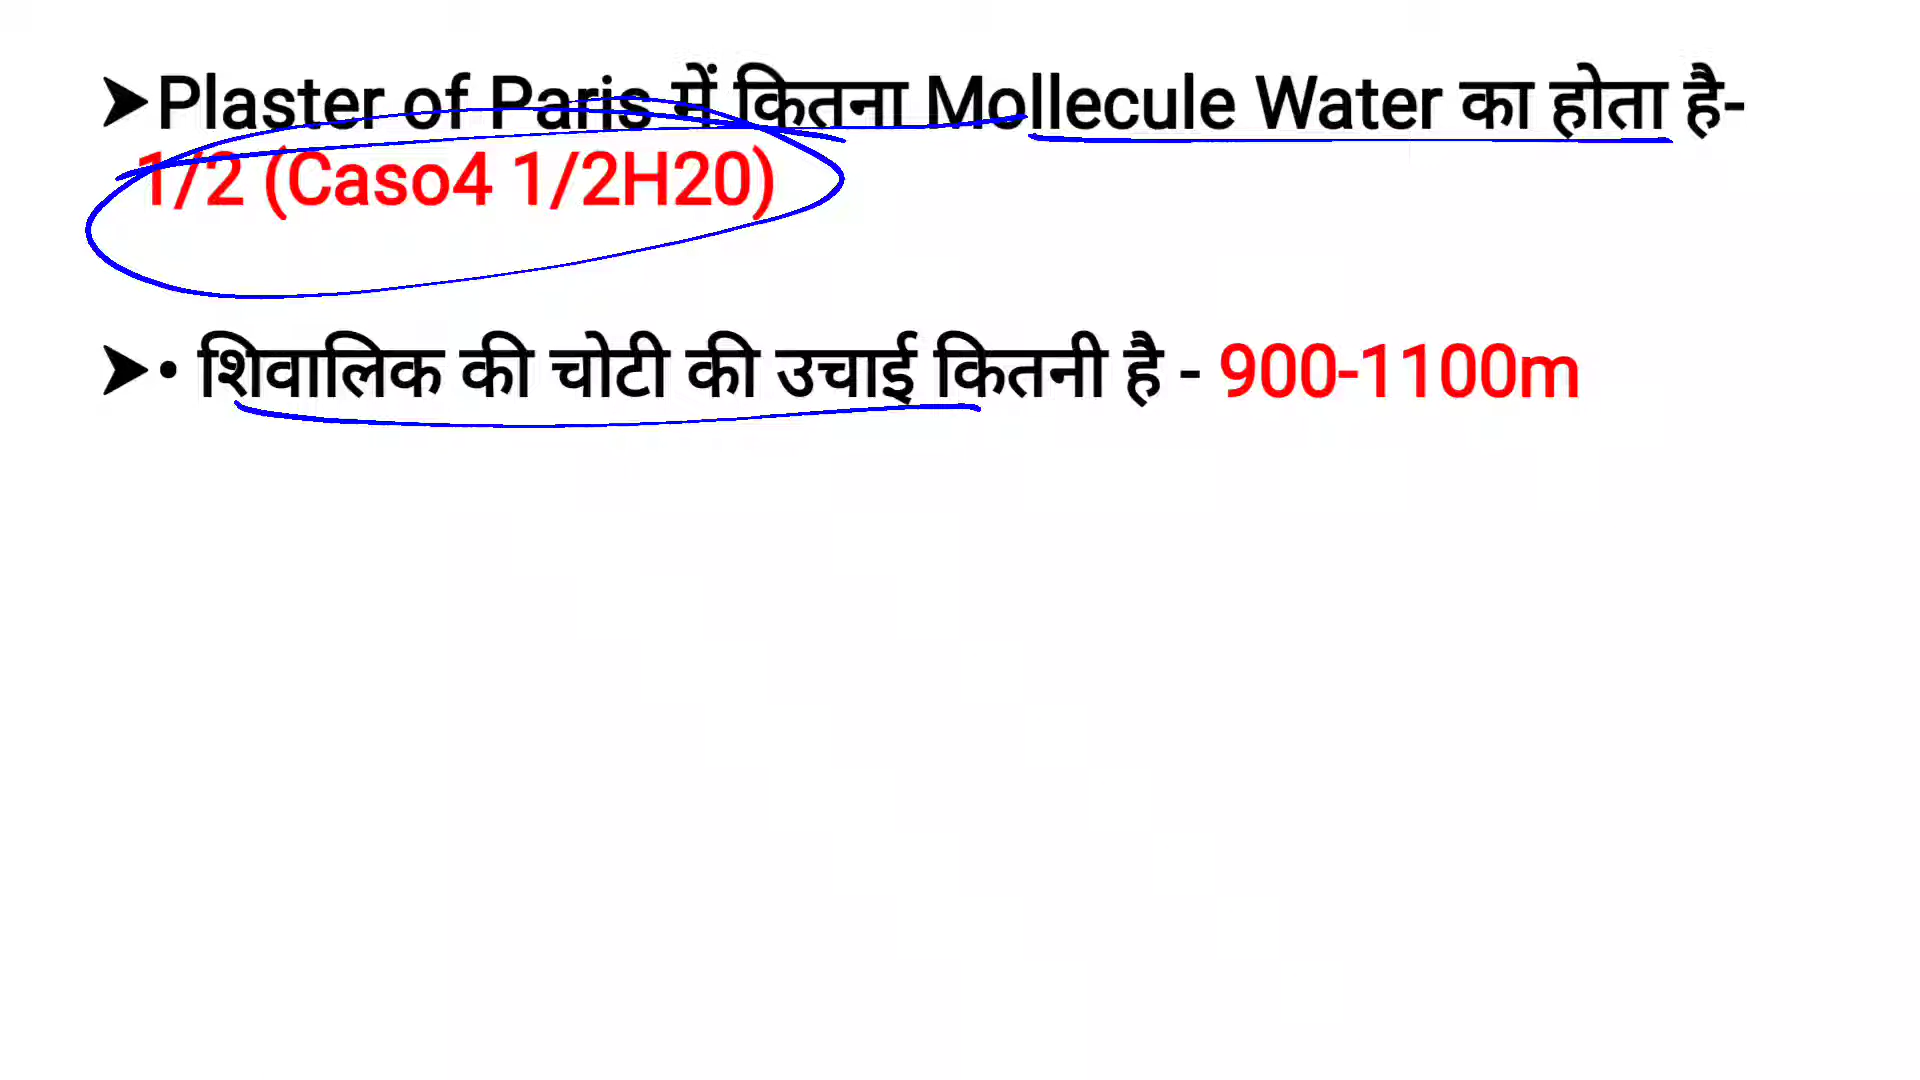 ➤Plaster of Paris में कितना Mollecule Water का होता है-
1/2 (Caso4 1/2H20)
➤• शिवालिक की चोटी की उचाई कितनी है - 900-1100m